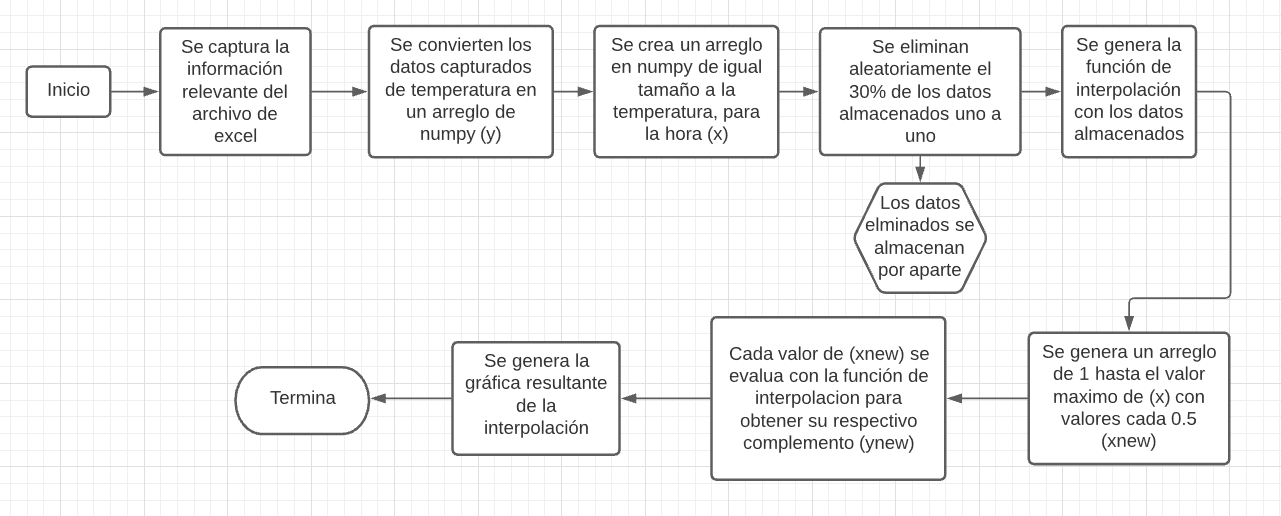 Inicio
Se captura la
información
relevante del
archivo de
excel
Se convierten los
datos capturados
de temperatura en
un arreglo de
numpy (y)
Se crea un arreglo
en numpy de igual
tamaño a la
temperatura, para
la hora (x)
Se eliminan
aleatoriamente el
30% de los datos
almacenados uno a
uno
Se genera la
función de
interpolación
con los datos
almacenados
Los datos
elminados se
almacenan
por aparte
Se genera un arreglo
de 1 hasta el valor
maximo de (x) con
valores cada 0.5
(xnew)
Cada valor de (xnew) se
evalua con la función de
interpolacion para
obtener su respectivo
complemento (ynew)
Se genera la
gráfica resultante
de la
interpolación
Termina